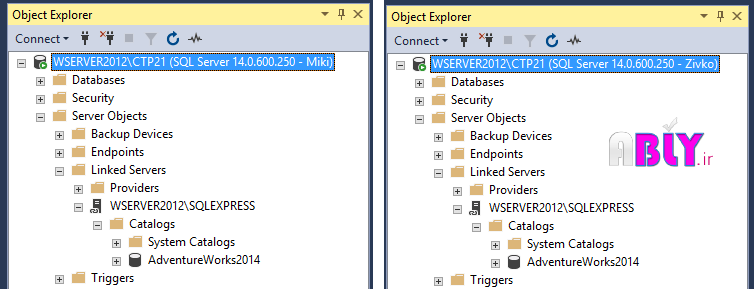 Object Explorer
Connect
WSERVER2012\CTP21 (SQL Server 14.0.600.250 - Miki)
Databases
Security
Server Objects
Backup Devices
Endpoints
Linked Servers
Providers
WSERVER2012\SQLEXPRESS
Catalogs
System Catalogs
AdventureWorks2014
Triggers
Object Explorer
Connect
WSERVER2012\CTP21 (SQL Server 14.0.600.250 - Zivko)
Databases
Security
Server Objects
Backup Devices
Endpoints
Linked Servers
Providers
WSERVER2012\SQLEXPRESS
Catalogs
System Catalogs
AdventureWorks2014
Triggers
ABLY.ir